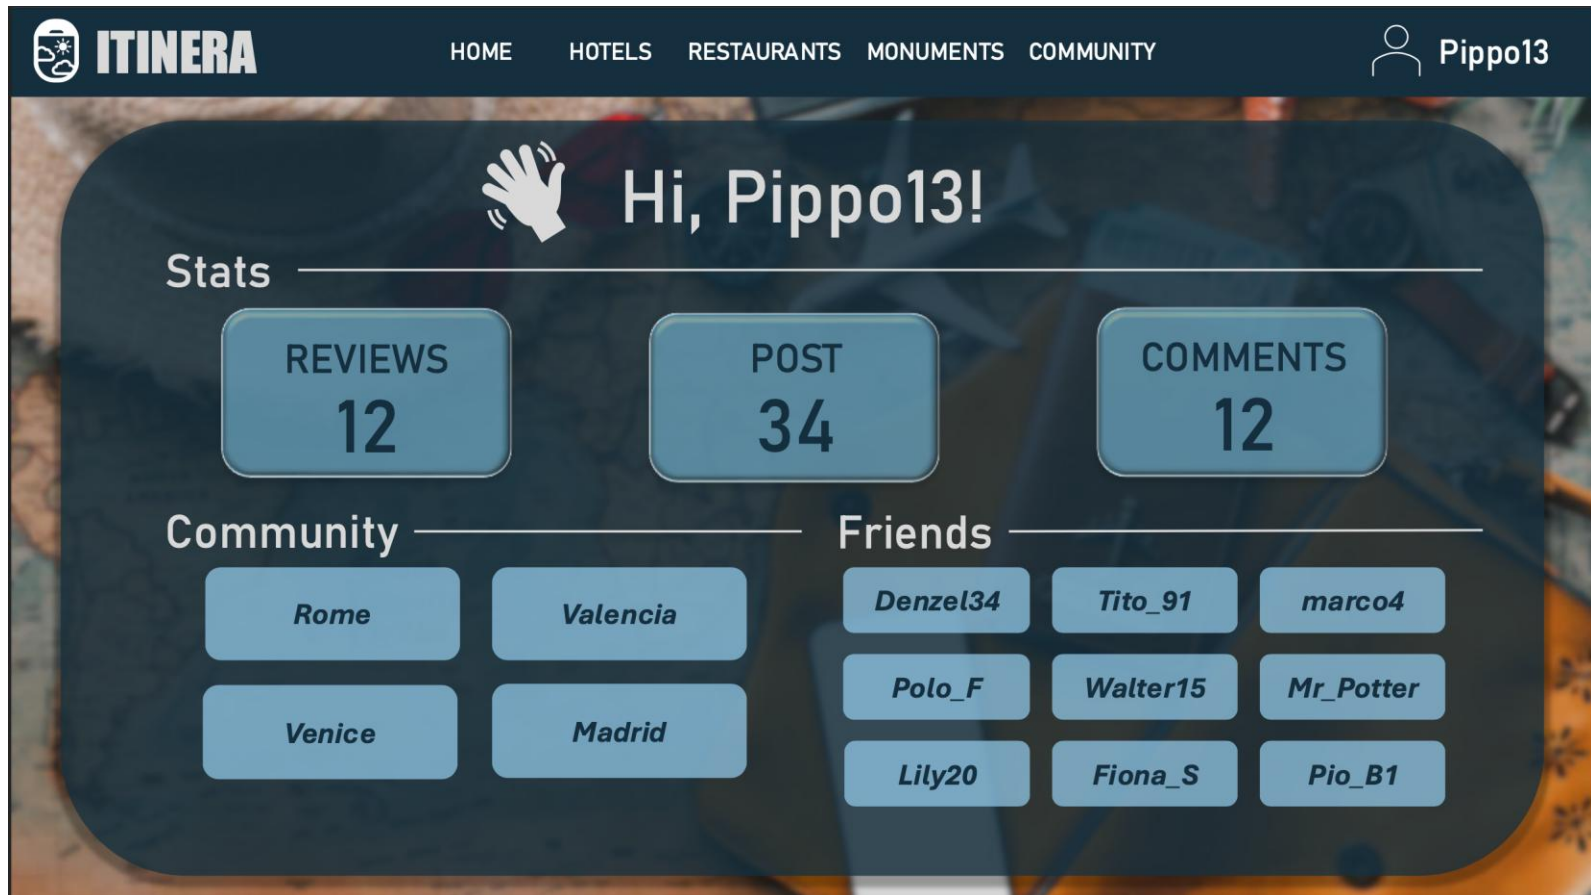 ITINERA
HOME HOTELS RESTAURANTS MONUMENTS COMMUNITY
Pippo13
Hi, Pippo13!
Stats
REVIEWS
12
POST
34
COMMENTS
12
Community
Rome
Valencia
Venice
Madrid
Friends
Denzel34
Tito_91
marco4
Polo_F
Walter15
Mr_Potter
Lily20
Fiona_S
Pio_B1